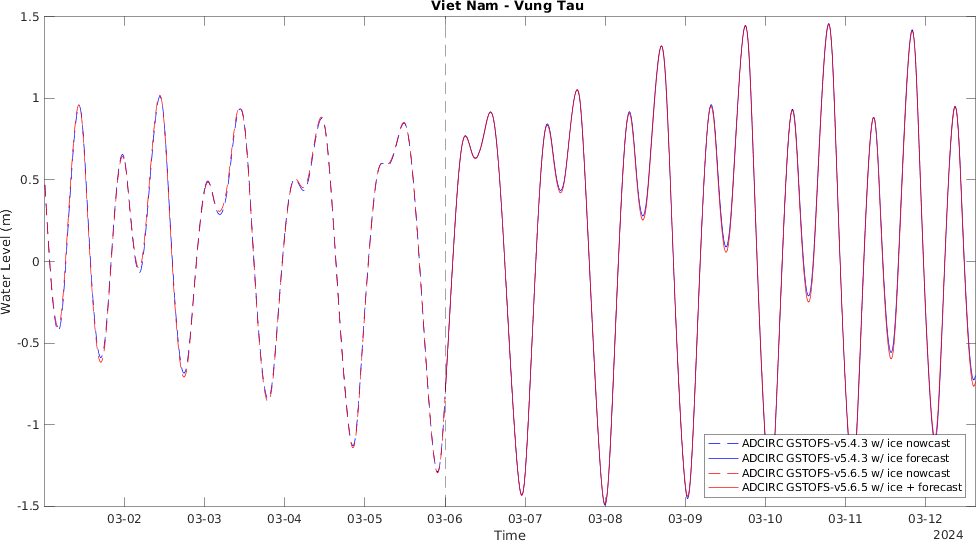 Viet Nam - Vung Tau
Water Level (m)
1.5
1
0.5
0
-0.5
-1
-1.5
ADCIRC GSTOFS-v5.4.3 w/ ice nowcast
ADCIRC GSTOFS-v5.4.3 w/ ice forecast
ADCIRC GSTOFS-v5.6.5 w/ ice nowcast
ADCIRC GSTOFS-v5.6.5 w/ ice + forecast
03-02 03-03 03-04 03-05 03-06 03-07 03-08 03-09 03-10 03-11 03-12
Time
2024